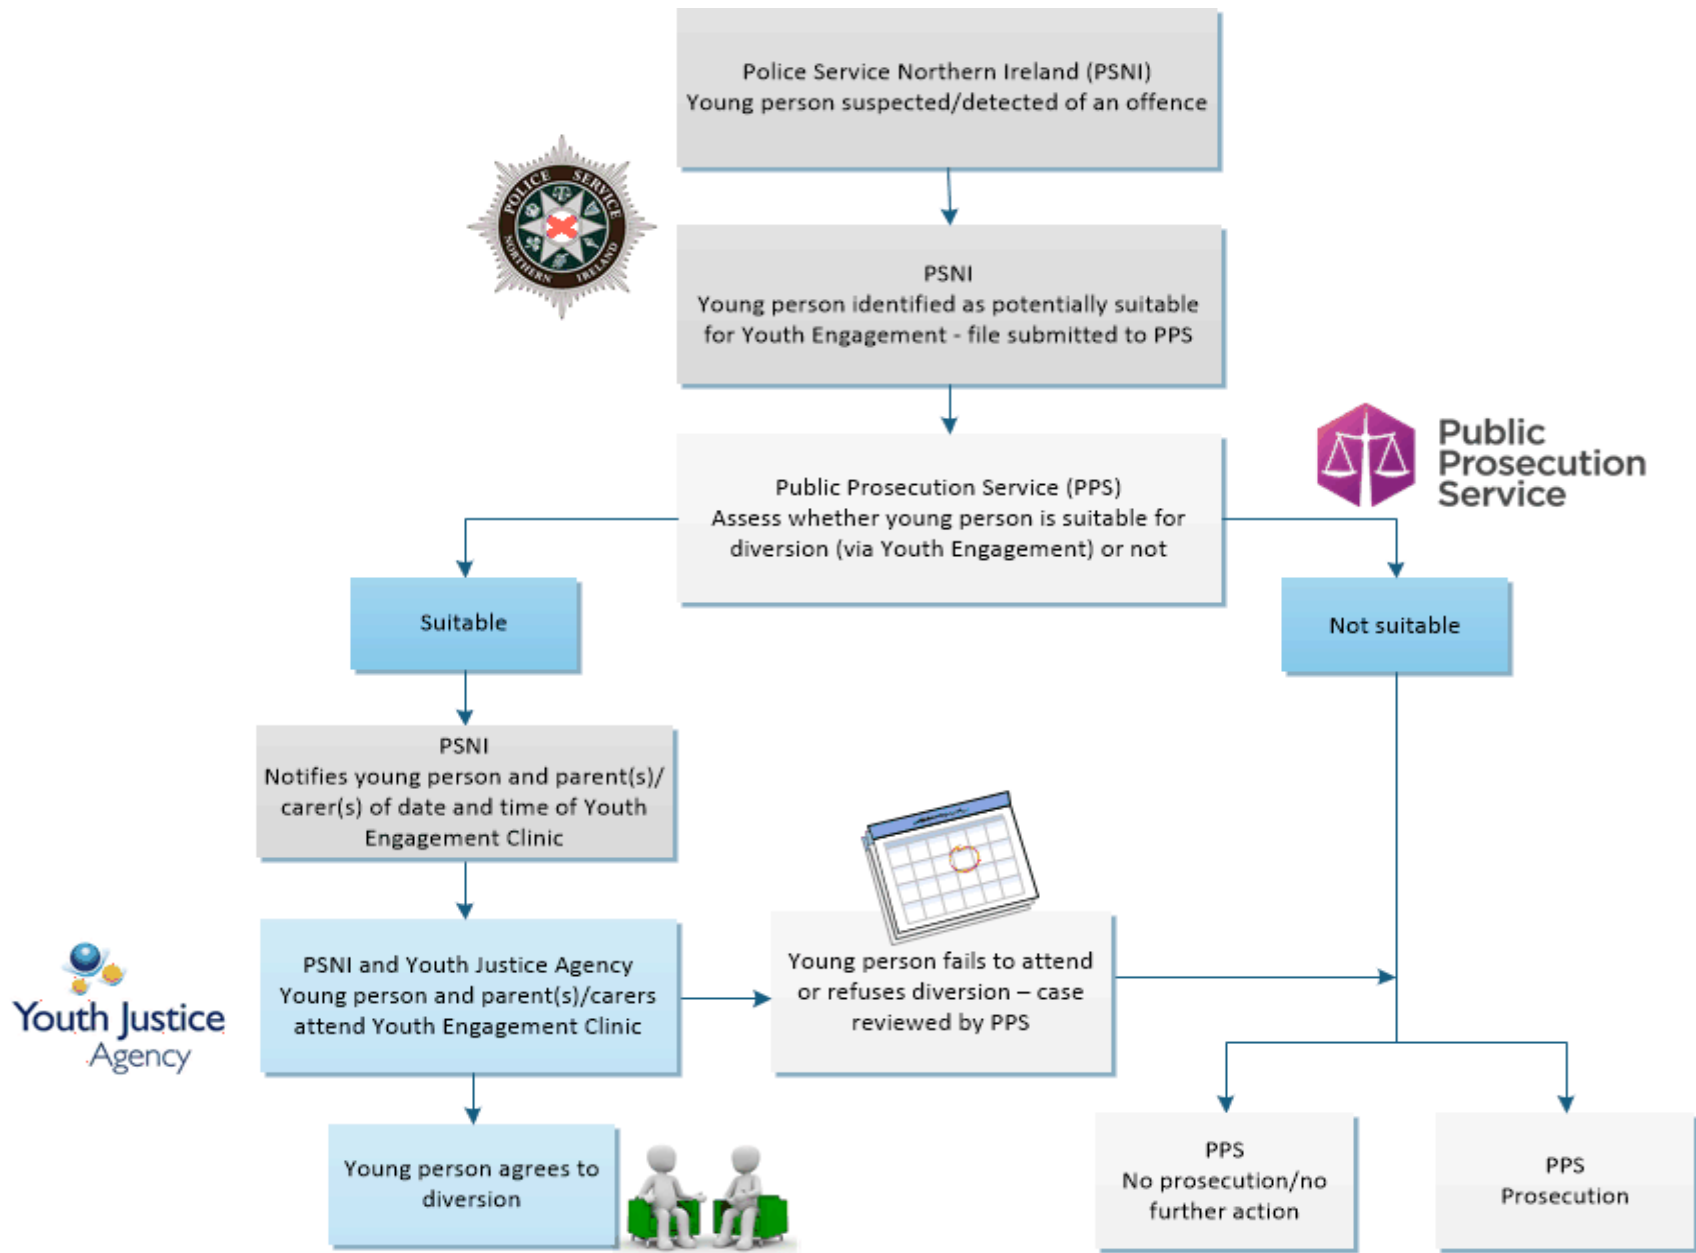 Police Service Northern Ireland (PSNI)
Young person suspected/detected of an offence
POLICE SERVICE
NORTHERN IRELAND
PSNI
Young person identified as potentially suitable
for Youth Engagement - file submitted to PPS
Public Prosecution Service (PPS)
Assess whether young person is suitable for
diversion (via Youth Engagement) or not
Public
Prosecution
Service
Suitable
Not suitable
PSNI
Notifies young person and parent(s)/
carer(s) of date and time of Youth
Engagement Clinic
PSNI and Youth Justice Agency
Young person and parent(s)/carers
attend Youth Engagement Clinic
Young person fails to attend
or refuses diversion – case
reviewed by PPS
Youth Justice
Agency
Young person agrees to
diversion
PPS
No prosecution/no
further action
PPS
Prosecution